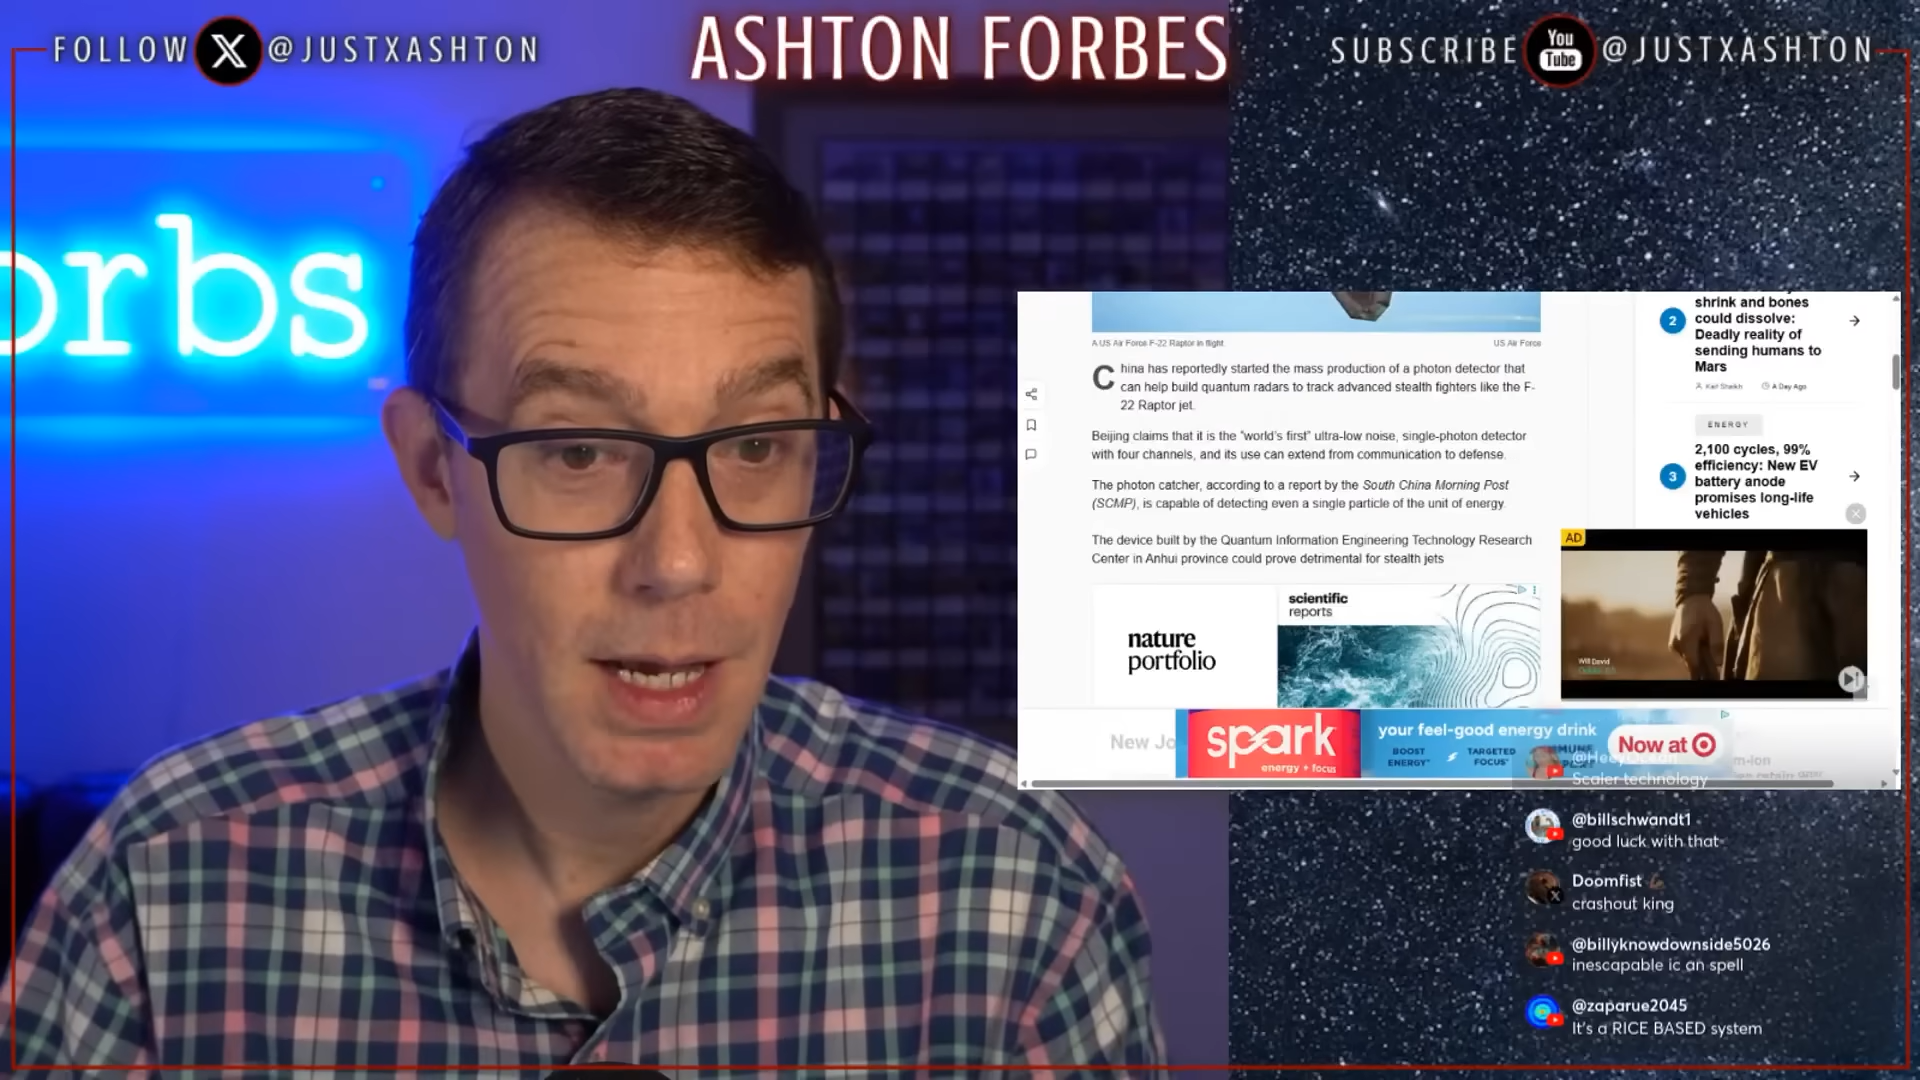 FOLLOW X @JUSTXASHTON
ASHTON FORBES
SUBSCRIBE You Tube @JUSTXASHTON
orbs
A US Air Force F-22 Raptor in flight
US Air Force
China has reportedly started the mass production of a photon detector that
can help build quantum radars to track advanced stealth fighters like the F-
22 Raptor jet.
Beijing claims that it is the “world’s first” ultra-low noise, single-photon detector
with four channels, and its use can extend from communication to defense.
The photon catcher, according to a report by the South China Morning Post
(SCMP), is capable of detecting even a single particle of the unit of energy.
The device built by the Quantum Information Engineering Technology Research
Center in Anhui province could prove detrimental for stealth jets
nature
portfolio
scientific
reports
2
shrink and bones
could dissolve:
Deadly reality of
sending humans to
Mars
Kaif Shaikh
A Day Ago
ENERGY
3
2,100 cycles, 99%
efficiency: New EV
battery anode
promises long-life
vehicles
AD
Will David
New Jo
spark
energy + focus
your feel-good energy drink
BOOST
ENERGY*
TARGETED
FOCUS*
Now at
m-ion
Scaler technology
@billschwandt1
good luck with that
Doomfist
crashout king
@billyknowdownside5026
inescapable ic an spell
@zaparue2045
It's a RICE BASED system